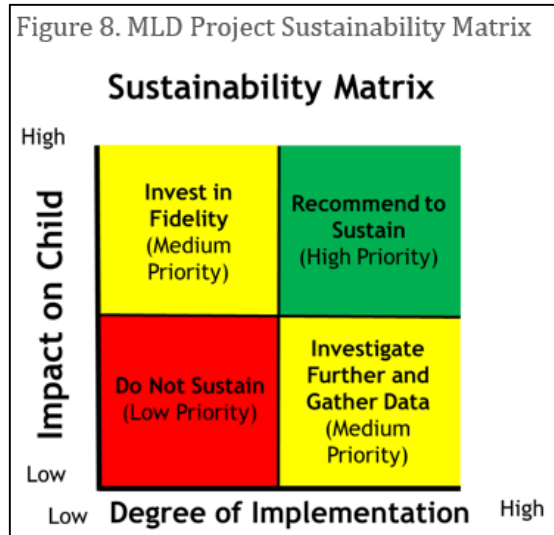 Figure 8. MLD Project Sustainability Matrix
Sustainability Matrix
High
Impact on Child
Invest in
Fidelity
(Medium
Priority)
Recommend to
Sustain
(High Priority)
Do Not Sustain
(Low Priority)
Investigate
Further and
Gather Data
(Medium
Priority)
Low
Low
Degree of Implementation
High